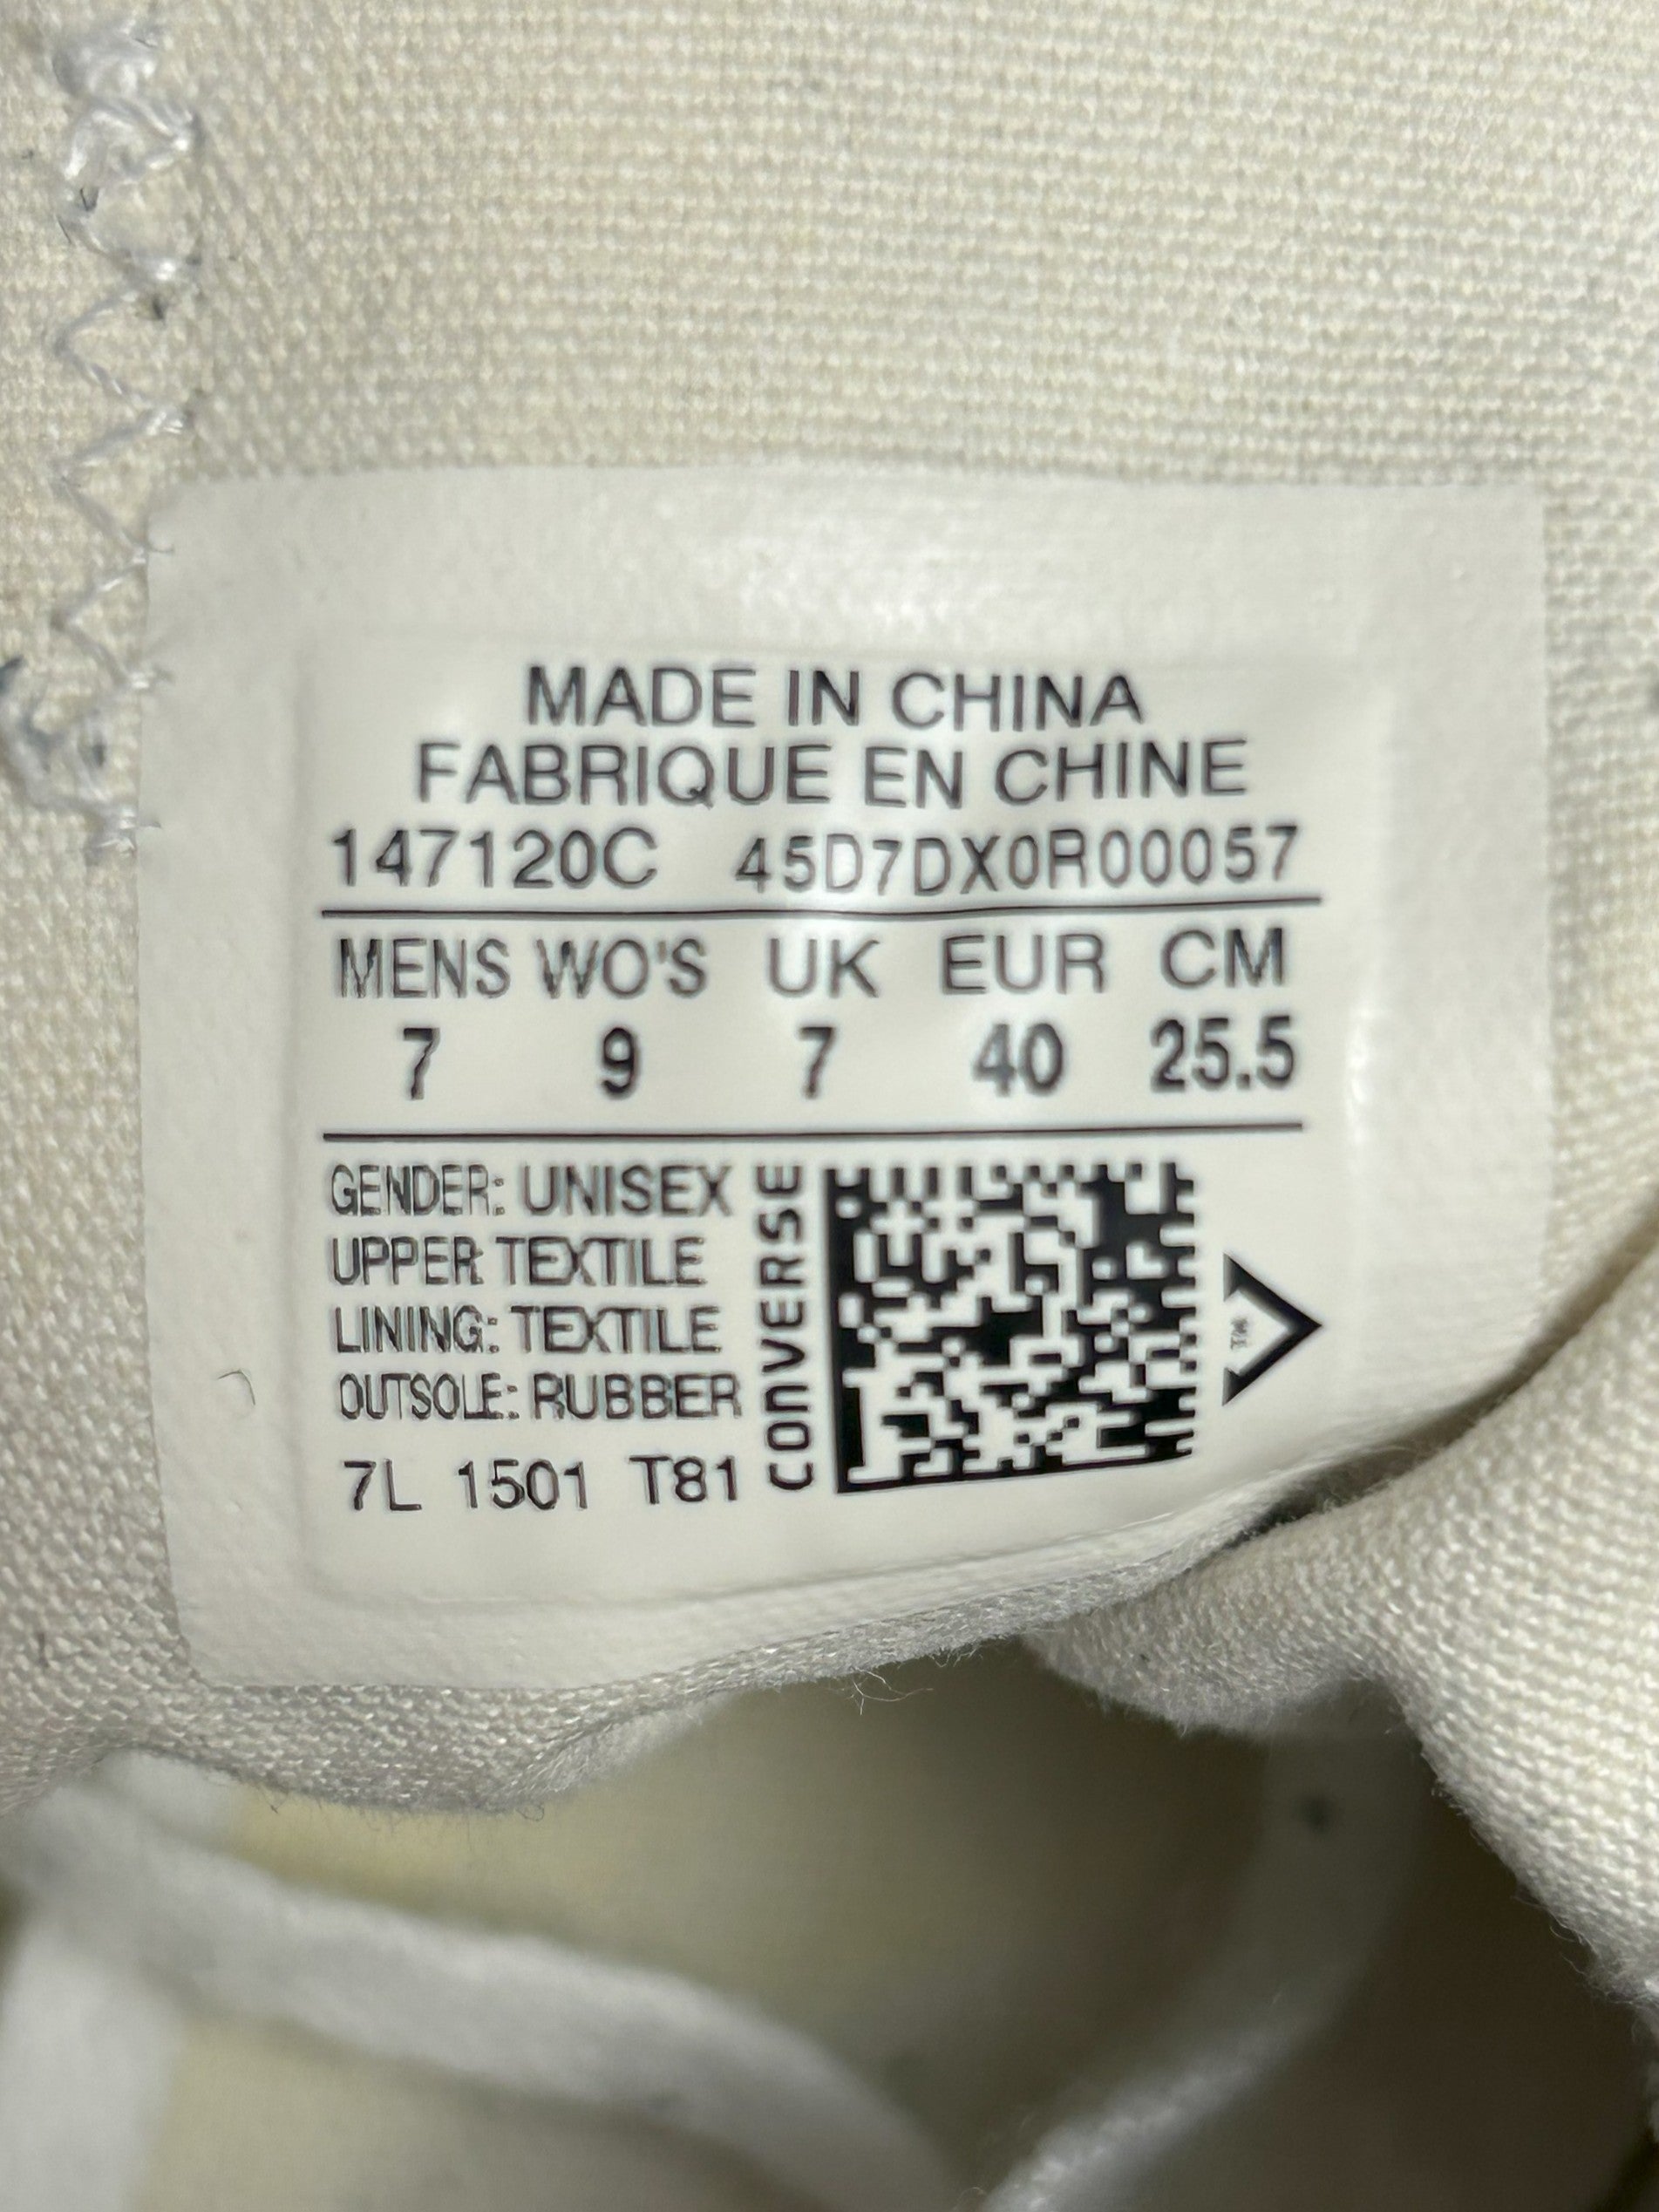 MADE IN CHINA
FABRIQUE EN CHINE
147120C 45D7DX0R00057
MENS WO'S UK EUR CM
7 9 7 40 25.5
GENDER: UNISEX
UPPER: TEXTILE
LINING: TEXTILE
OUTSOLE: RUBBER
7L 1501 T81
CONVERSE